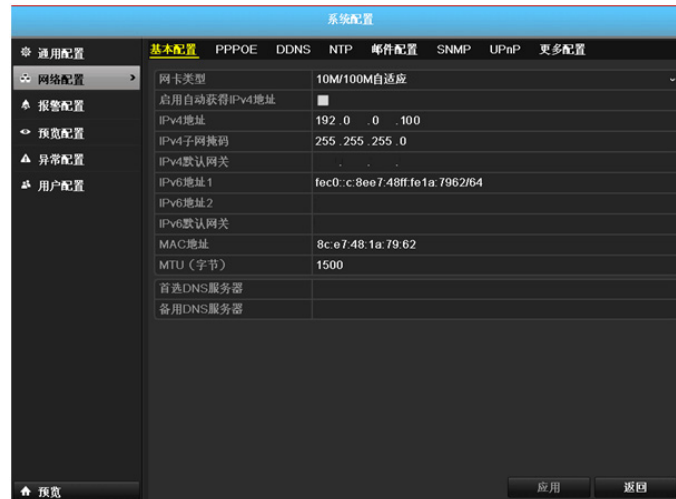 系统配置
通用配置
网络配置
报警配置
预览配置
异常配置
用户配置
预览
基本配置 PPPOE DDNS NTP 邮件配置 SNMP UPnP 更多配置
网卡类型 10M/100M自适应
启用自动获得IPv4地址
IPv4地址 192 .0 .0 .100
IPv4子网掩码 255 .255 .255 .0
IPv4默认网关 . . .
IPv6地址1 fec0::c:8ee7:48ff:fe1a:7962/64
IPv6地址2
IPv6默认网关
MAC地址 8c:e7:48:1a:79:62
MTU（字节） 1500
首选DNS服务器
备用DNS服务器
应用 返回